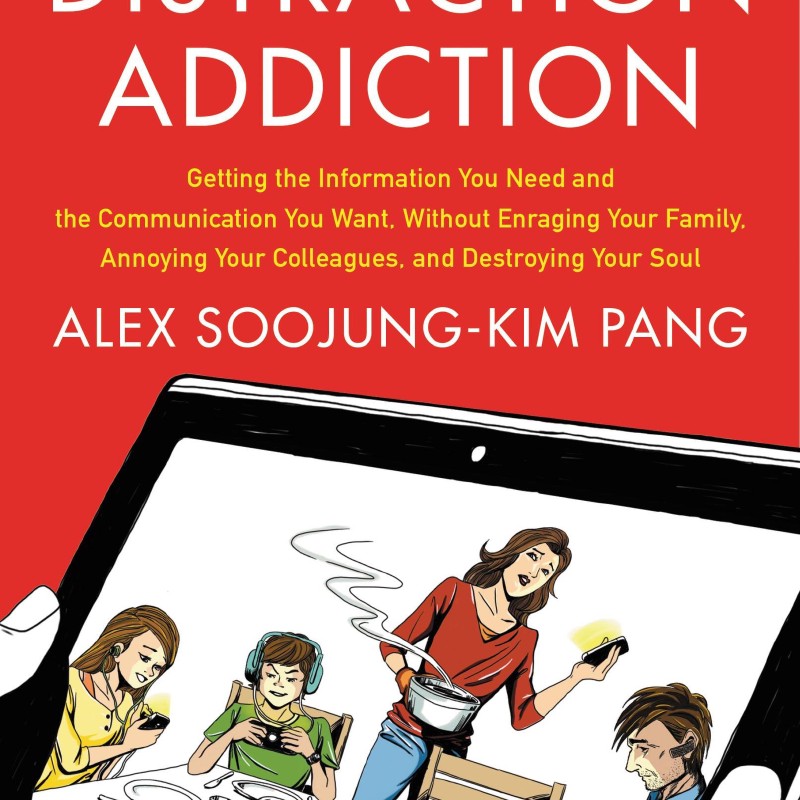 DISTRACTION
ADDICTION
Getting the Information You Need and
the Communication You Want, Without Enraging Your Family,
Annoying Your Colleagues, and Destroying Your Soul
ALEX SOOJUNG-KIM PANG